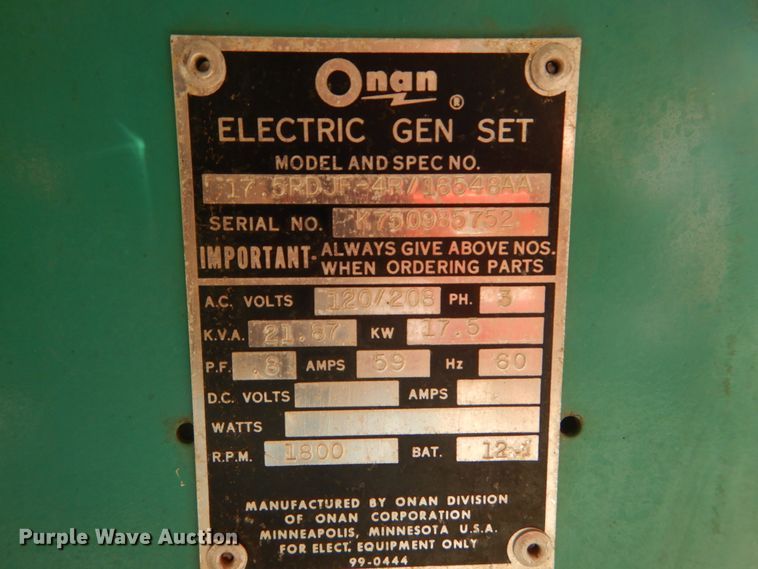 Onan ®
ELECTRIC GEN SET
MODEL AND SPEC NO.
17.5RDJF-4R/16548AA
SERIAL NO. K750985752
IMPORTANT- ALWAYS GIVE ABOVE NOS.
WHEN ORDERING PARTS
A.C. VOLTS 120/208 PH. 3
K.V.A. 21.87 KW 17.5
P.F. .8 AMPS 59 Hz 60
D.C. VOLTS AMPS
WATTS
R.P.M. 1800 BAT. 12
MANUFACTURED BY ONAN DIVISION
OF ONAN CORPORATION
MINNEAPOLIS, MINNESOTA U.S.A.
FOR ELECT. EQUIPMENT ONLY
99-0444
Purple Wave Auction